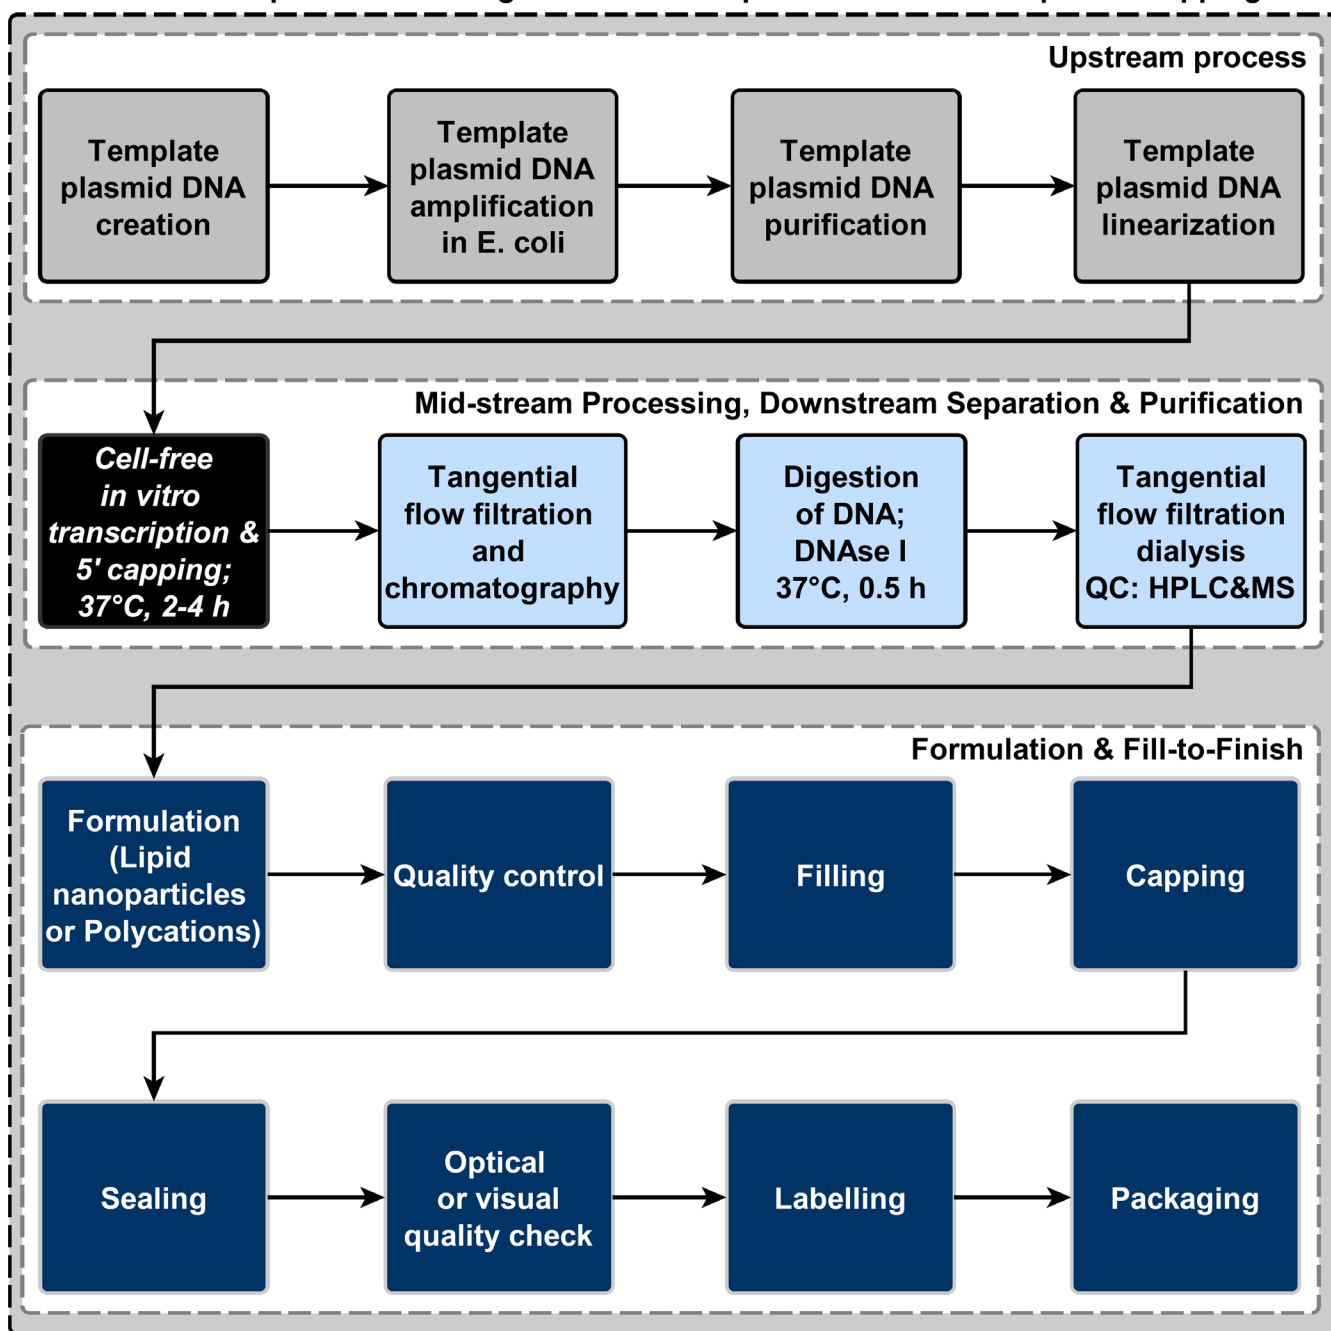 Upstream process
Template
plasmid DNA
creation
Template
plasmid DNA
amplification
in E. coli
Template
plasmid DNA
purification
Template
plasmid DNA
linearization
Mid-stream Processing, Downstream Separation & Purification
Cell-free
in vitro
transcription &
5' capping;
37°C, 2-4 h
Tangential
flow filtration
and
chromatography
Digestion
of DNA;
DNAse I
37°C, 0.5 h
Tangential
flow filtration
dialysis
QC: HPLC&MS
Formulation & Fill-to-Finish
Formulation
(Lipid
nanoparticles
or Polycations)
Quality control
Filling
Capping
Sealing
Optical
or visual
quality check
Labelling
Packaging